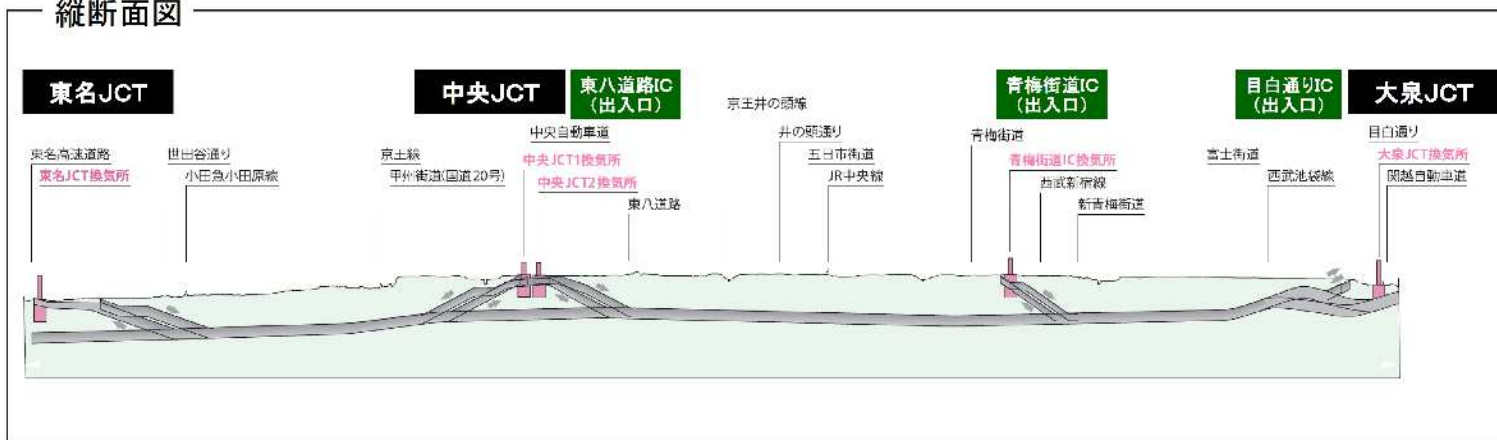 縦断面図
東名JCT
中央JCT
東八道路IC
(出入口)
青梅街道IC
(出入口)
目白通りIC
(出入口)
大泉JCT
東名高速道路
東名JCT換気所
世田谷通り
小田急小田原線
京王線
甲州街道(国道20号)
中央自動車道
中央JCT1換気所
中央JCT2換気所
東八道路
京王井の頭線
井の頭通り
五日市街道
JR中央線
青梅街道
青梅街道IC換気所
西武新宿線
新青梅街道
富士街道
西武池袋線
目白通り
大泉JCT換気所
関越自動車道